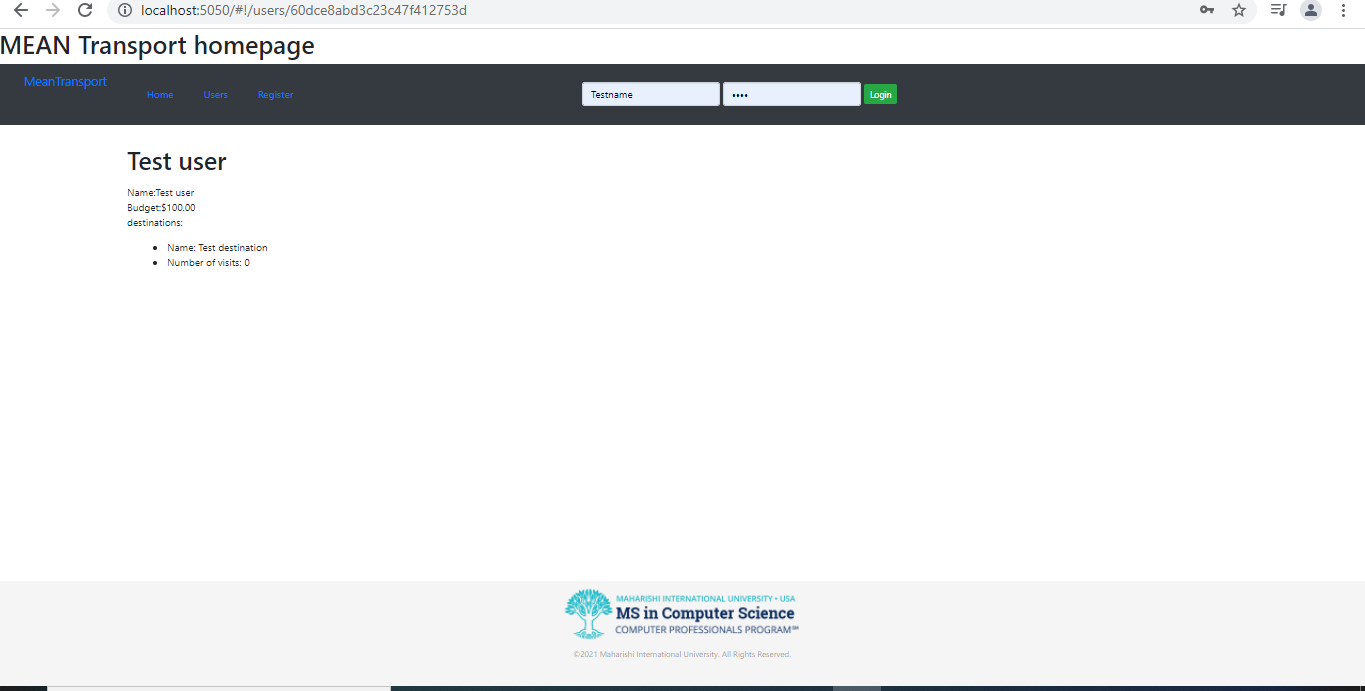 localhost:5050/#!/users/60dce8abd3c23c47f412753d
MEAN Transport homepage
MeanTransport
Home Users Register Testname •••• Login
Test user
Name:Test user
Budget:$100.00
destinations:
• Name: Test destination
• Number of visits: 0
MAHARISHI INTERNATIONAL UNIVERSITY • USA
MS in Computer Science
COMPUTER PROFESSIONALS PROGRAM℠
©2021 Maharishi International University. All Rights Reserved.